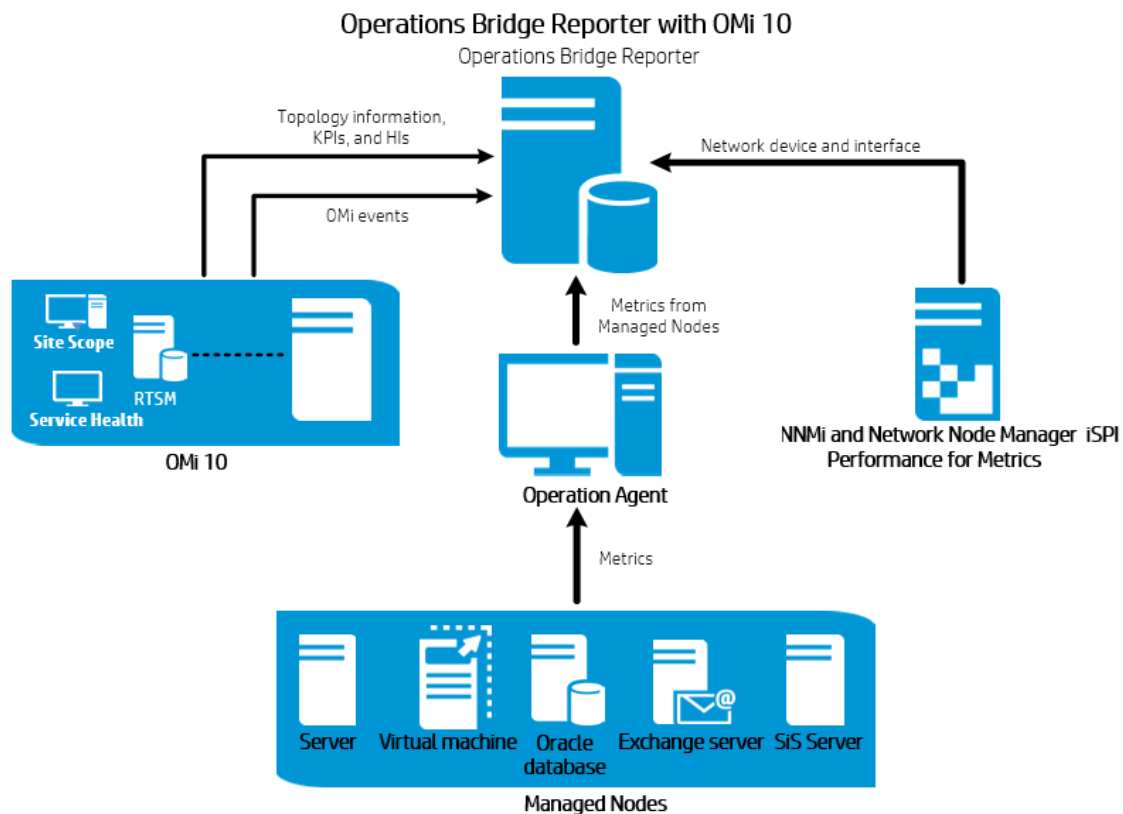 Operations Bridge Reporter with OMi 10
Operations Bridge Reporter
Topology information,
KPIs, and HIs
Network device and interface
OMi events
Metrics from
Managed Nodes
Site Scope
RTSM
Service Health
OMi 10
NNMi and Network Node Manager iSPI
Performance for Metrics
Operation Agent
Metrics
@
Server
Virtual machine
Oracle
database
Exchange server
SiS Server
Managed Nodes